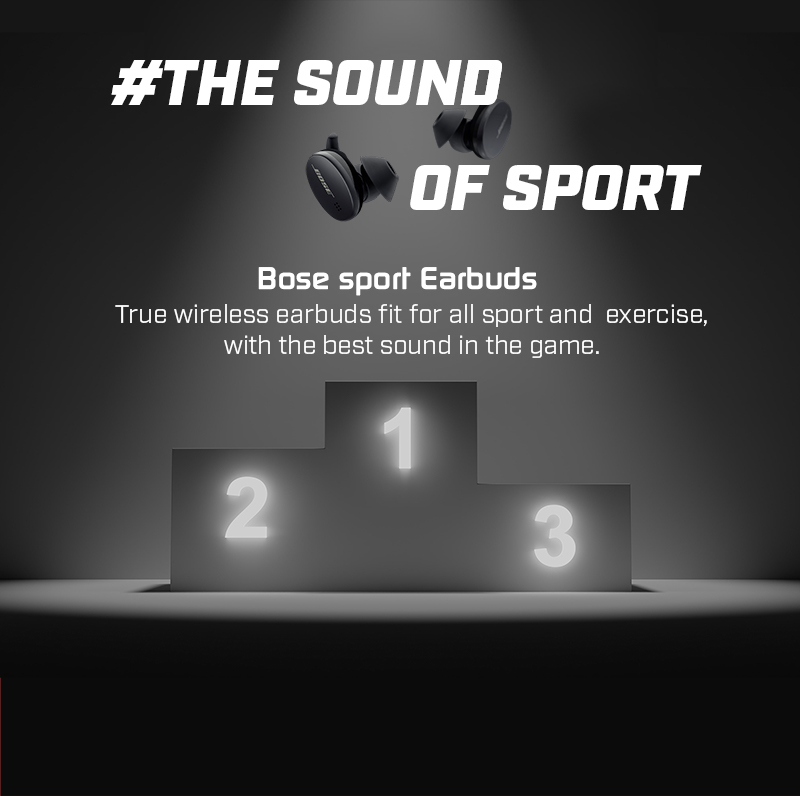 #THE SOUND
OF SPORT
BOSE
Bose sport Earbuds
True wireless earbuds fit for all sport and  exercise,
with the best sound in the game.
1
2
3